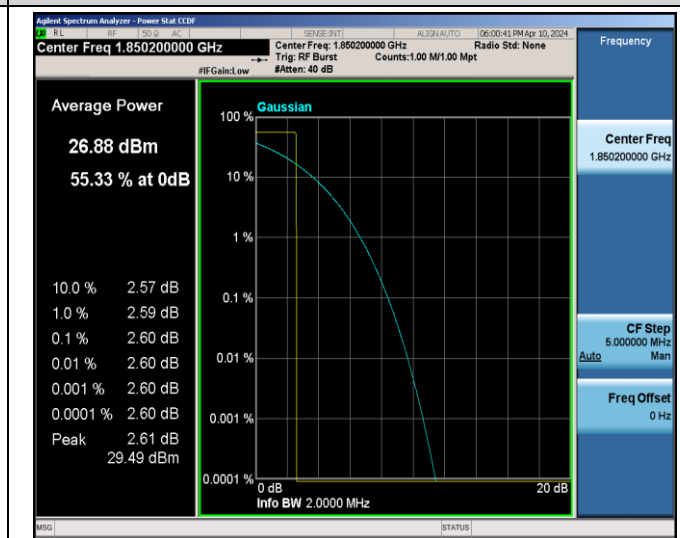 Agilent Spectrum Analyzer - Power Stat CCDF
RL RF 50 Ω AC SENSE:INT ALIGN AUTO 06:00:41 PM Apr 10, 2024
Center Freq 1.850200000 GHz
Center Freq: 1.850200000 GHz Radio Std: None
Trig: RF Burst Counts:1.00 M/1.00 Mpt
#IFGain:Low #Atten: 40 dB
Frequency
Average Power
26.88 dBm
55.33 % at 0dB
10.0 % 2.57 dB
1.0 % 2.59 dB
0.1 % 2.60 dB
0.01 % 2.60 dB
0.001 % 2.60 dB
0.0001 % 2.60 dB
Peak 2.61 dB
29.49 dBm
Gaussian
100 %
10 %
1 %
0.1 %
0.01 %
0.001 %
0.0001 %
0 dB 20 dB
Info BW 2.0000 MHz
Center Freq
1.850200000 GHz
CF Step
5.000000 MHz
Auto Man
Freq Offset
0 Hz
MSG STATUS